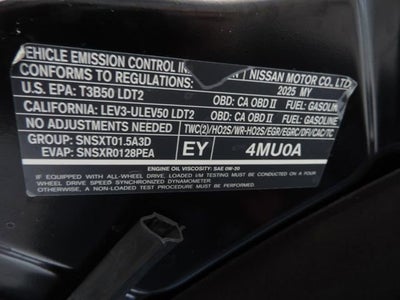 VEHICLE EMISSION CONTROL IN NISSAN MOTOR CO., LTD.
CONFORMS TO REGULATIONS: 2025 MY
U.S. EPA: T3B50 LDT2 OBD: CA OBD II FUEL: GASOLIN
CALIFORNIA: LEV3-ULEV50 LDT2 OBD: CA OBD II FUEL: GASOLINE
NO ADJUSTMENTS NEEDED. TWC(2)/HO2S/WR-HO2S/EGR/EGRC/DFI/CAC/TC
GROUP: SNSXT01.5A3D
EVAP: SNSXR0128PEA
EY 4MU0A
ENGINE OIL VISCOSITY: SAE 0W-20
IF EQUIPPED WITH ALL-WHEEL DRIVE, LOADED I/M TESTING MUST BE CONDUCTED ON A 4
WHEEL-DRIVE SPEED SYNCHRONIZED DYNAMOMETER.
OTHERWISE, A NON-LOADED TEST PROCEDURE MUST BE PERFORMED.